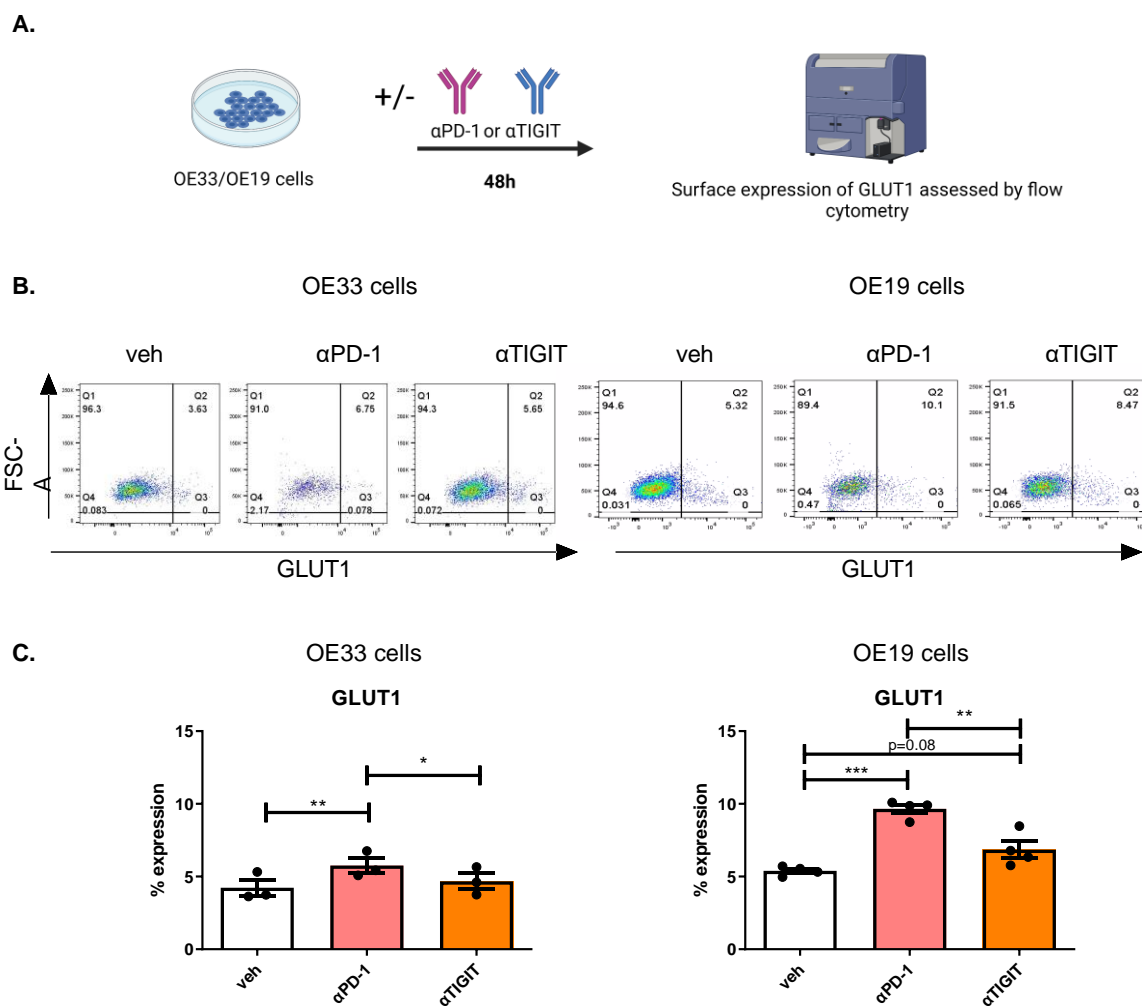 A.
+/-
αPD-1 or αTIGIT
48h
OE33/OE19 cells
Surface expression of GLUT1 assessed by flow
cytometry
B.
OE33 cells
OE19 cells
veh
αPD-1
αTIGIT
veh
αPD-1
αTIGIT
FSC-
A
Q1
96.3
Q2
3.63
Q4
0.083
Q3
0
Q1
91.0
Q2
6.75
Q4
2.17
Q3
0.078
Q1
94.3
Q2
5.65
Q4
0.072
Q3
0
Q1
94.6
Q2
5.32
Q4
0.031
Q3
0
Q1
89.4
Q2
10.1
Q4
0.47
Q3
0
Q1
91.5
Q2
8.47
Q4
0.065
Q3
0
GLUT1
GLUT1
C.
OE33 cells
OE19 cells
GLUT1
% expression
15
10
5
0
**
*
veh
αPD-1
αTIGIT
GLUT1
% expression
15
10
5
0
**
p=0.08
***
veh
αPD-1
αTIGIT